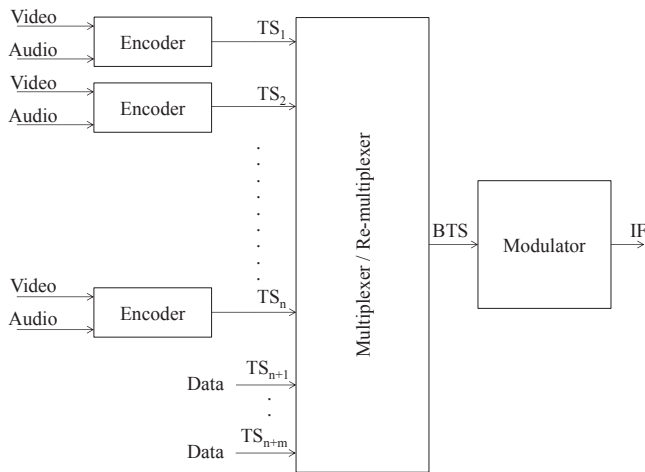 Video
Audio
Encoder
TS1
Video
Audio
Encoder
TS2
Video
Audio
Encoder
TSn
Data
TSn+1
Data
TSn+m
Multiplexer / Re-multiplexer
BTS
Modulator
IF